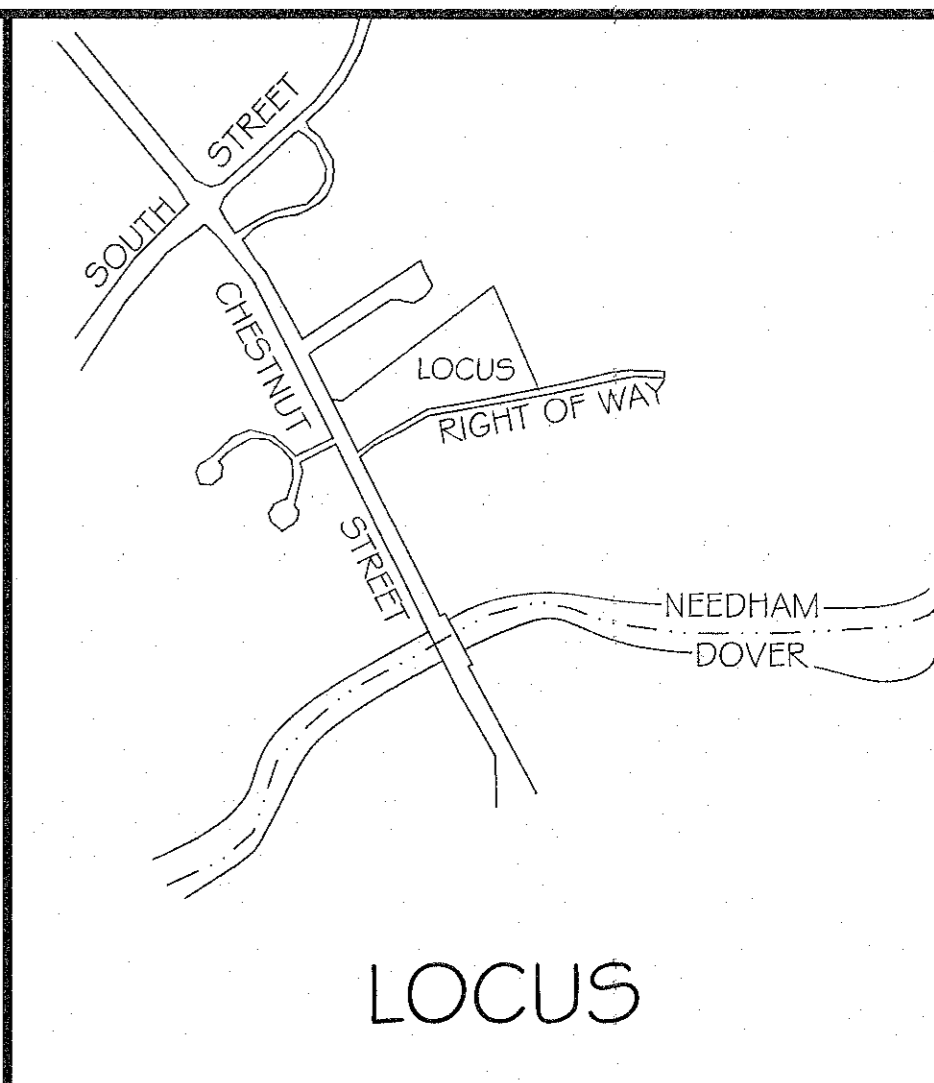 SOUTH STREET
CHESTNUT STREET
LOCUS
RIGHT OF WAY
NEEDHAM
DOVER
LOCUS